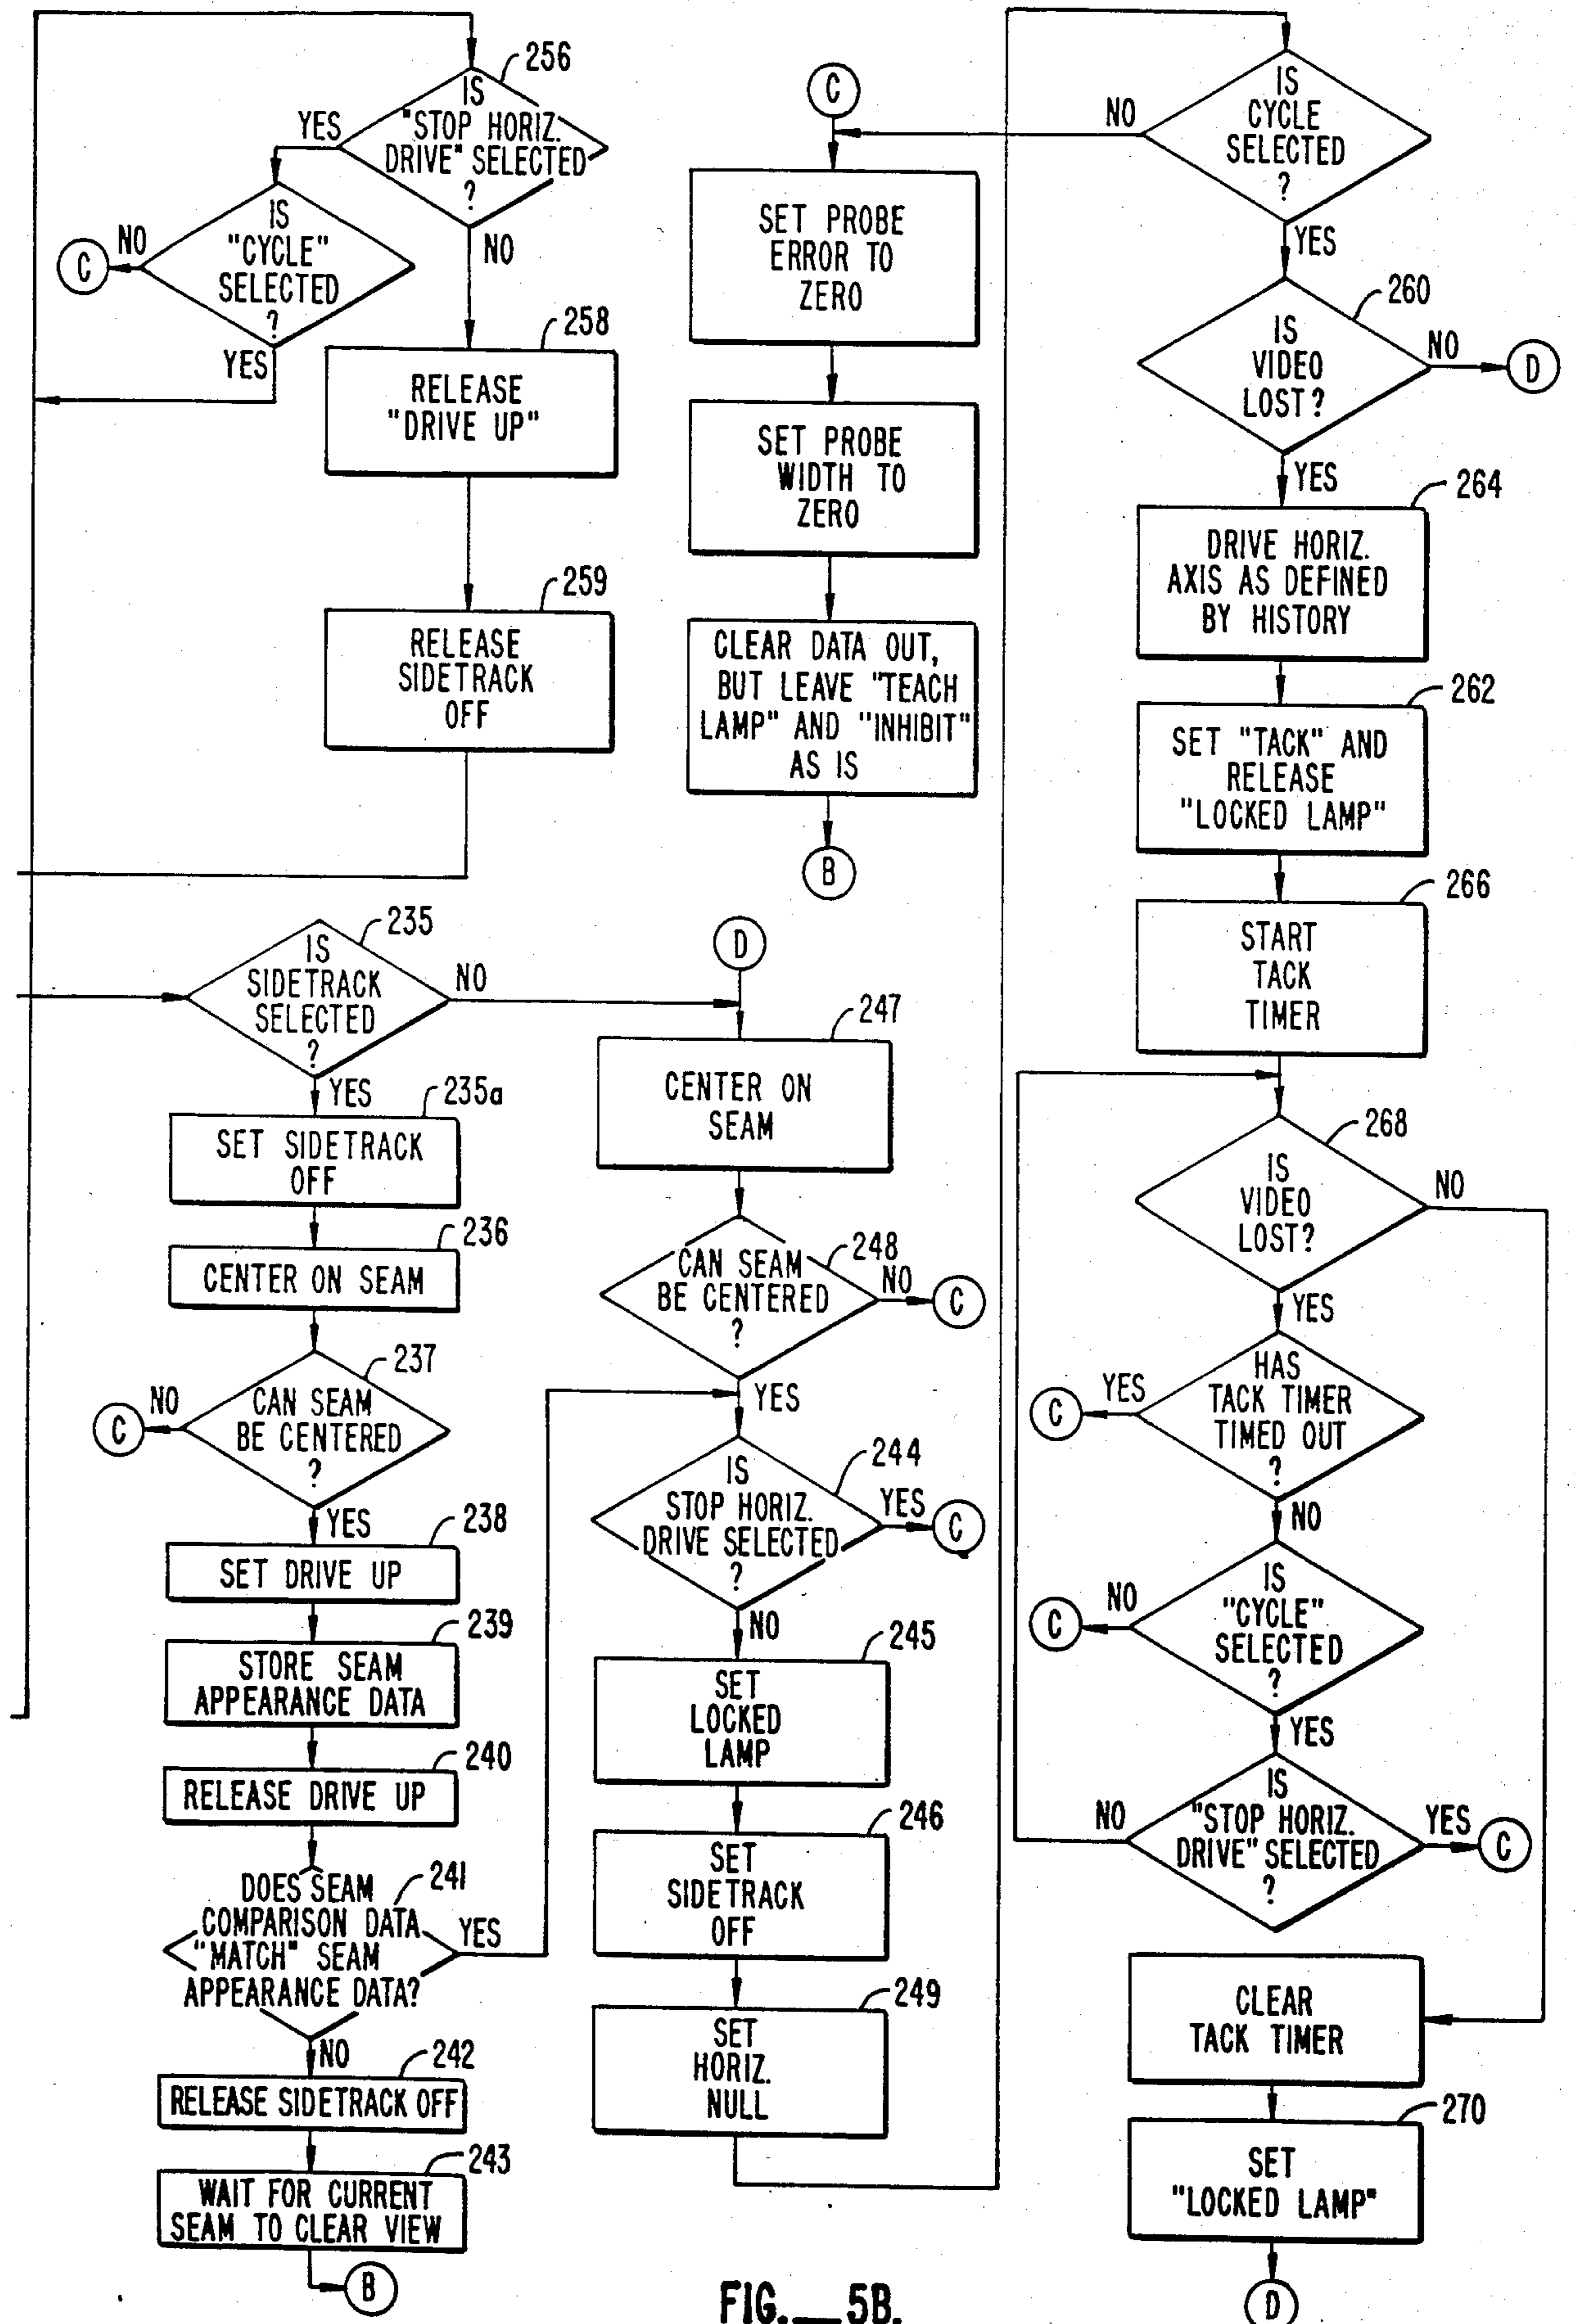 256
IS
"STOP HORIZ.
DRIVE" SELECTED
?
YES
NO
IS
"CYCLE"
SELECTED
?
NO
C
YES
258
RELEASE
"DRIVE UP"
259
RELEASE
SIDETRACK
OFF
C
SET PROBE
ERROR TO
ZERO
SET PROBE
WIDTH TO
ZERO
CLEAR DATA OUT,
BUT LEAVE "TEACH
LAMP" AND "INHIBIT"
AS IS
B
IS
CYCLE
SELECTED
?
NO
YES
260
IS
VIDEO
LOST?
NO
D
YES
264
DRIVE HORIZ.
AXIS AS DEFINED
BY HISTORY
262
SET "TACK" AND
RELEASE
"LOCKED LAMP"
266
START
TACK
TIMER
268
IS
VIDEO
LOST?
NO
YES
HAS
TACK TIMER
TIMED OUT
?
YES
C
NO
IS
"CYCLE"
SELECTED
?
NO
C
YES
IS
"STOP HORIZ.
DRIVE" SELECTED
?
NO
YES
C
CLEAR
TACK TIMER
270
SET
"LOCKED LAMP"
D
235
IS
SIDETRACK
SELECTED
?
NO
YES
235a
SET SIDETRACK
OFF
236
CENTER ON SEAM
237
CAN SEAM
BE CENTERED
?
NO
C
YES
238
SET DRIVE UP
239
STORE SEAM
APPEARANCE DATA
240
RELEASE DRIVE UP
241
DOES SEAM
COMPARISON DATA
"MATCH" SEAM
APPEARANCE DATA?
YES
NO
242
RELEASE SIDETRACK OFF
243
WAIT FOR CURRENT
SEAM TO CLEAR VIEW
B
D
247
CENTER ON
SEAM
248
CAN SEAM
BE CENTERED
?
NO
C
YES
244
IS
STOP HORIZ.
DRIVE SELECTED
?
YES
C
NO
245
SET
LOCKED
LAMP
246
SET
SIDETRACK
OFF
249
SET
HORIZ.
NULL
FIG.__5B.